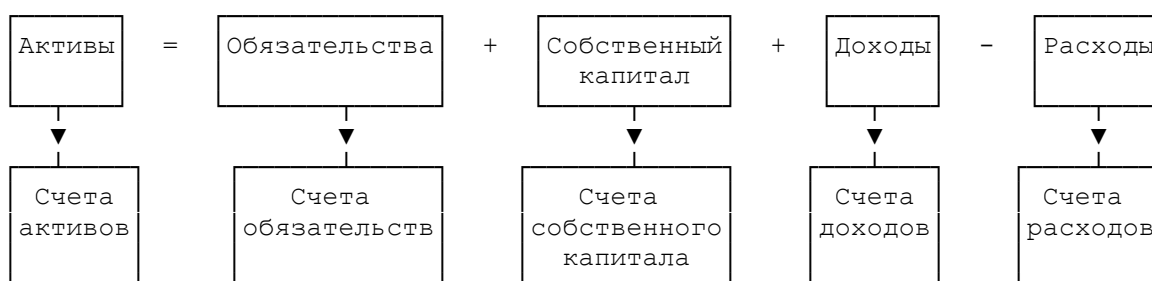 Активы = Обязательства + Собственный + Доходы - Расходы
капитал
Счета Счета Счета Счета Счета
активов обязательств собственного доходов расходов
капитала